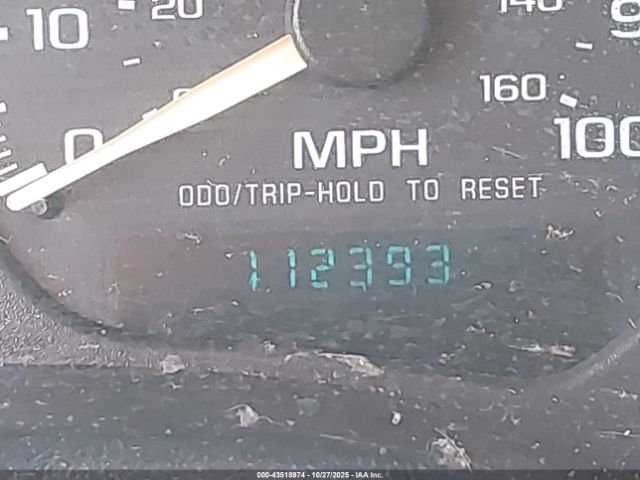 10 20 140
160
0 100
MPH
ODO/TRIP-HOLD TO RESET
112393
000-43518974 | 10/27/2025 | IAA Inc.